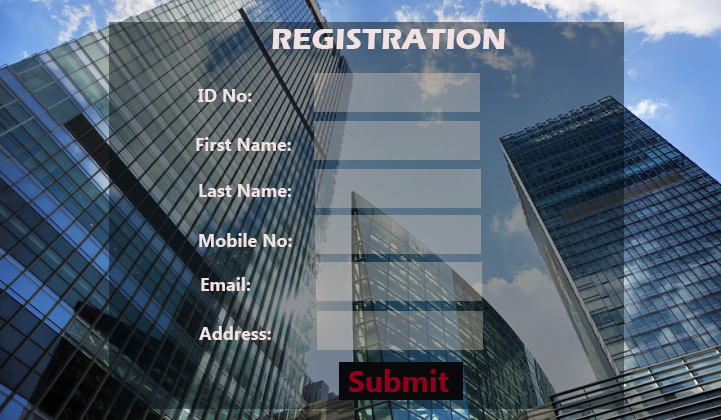 REGISTRATION
ID No:
First Name:
Last Name:
Mobile No:
Email:
Address:
Submit